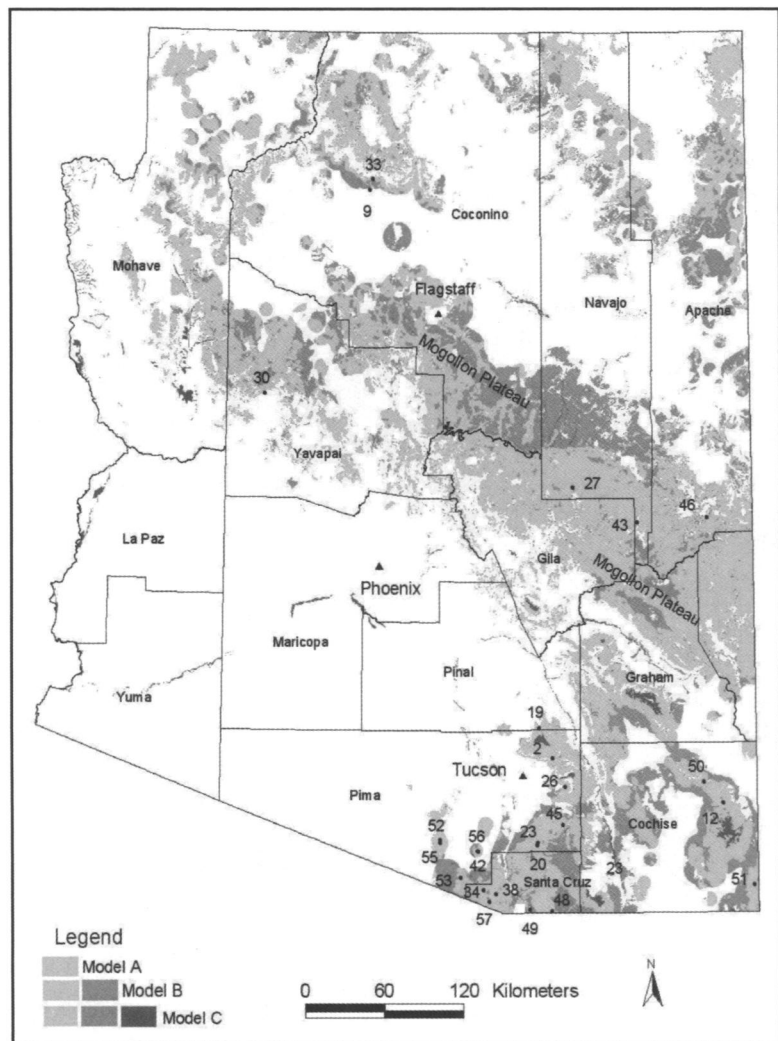 33
9
Coconino
Mohave
Flagstaff
Navajo
Apache
Mogollon Plateau
30
Yavapai
27
43
46
La Paz
Gila
Phoenix
Mogollon Plateau
Maricopa
Pinal
Yuma
Graham
19
2
Tucson
50
26
Pima
12
45
Cochise
52
56
23
55
42
20
23
53
34
38
Santa Cruz
51
57
48
49
Legend
Model A
Model B
Model C
0 60 120 Kilometers
N